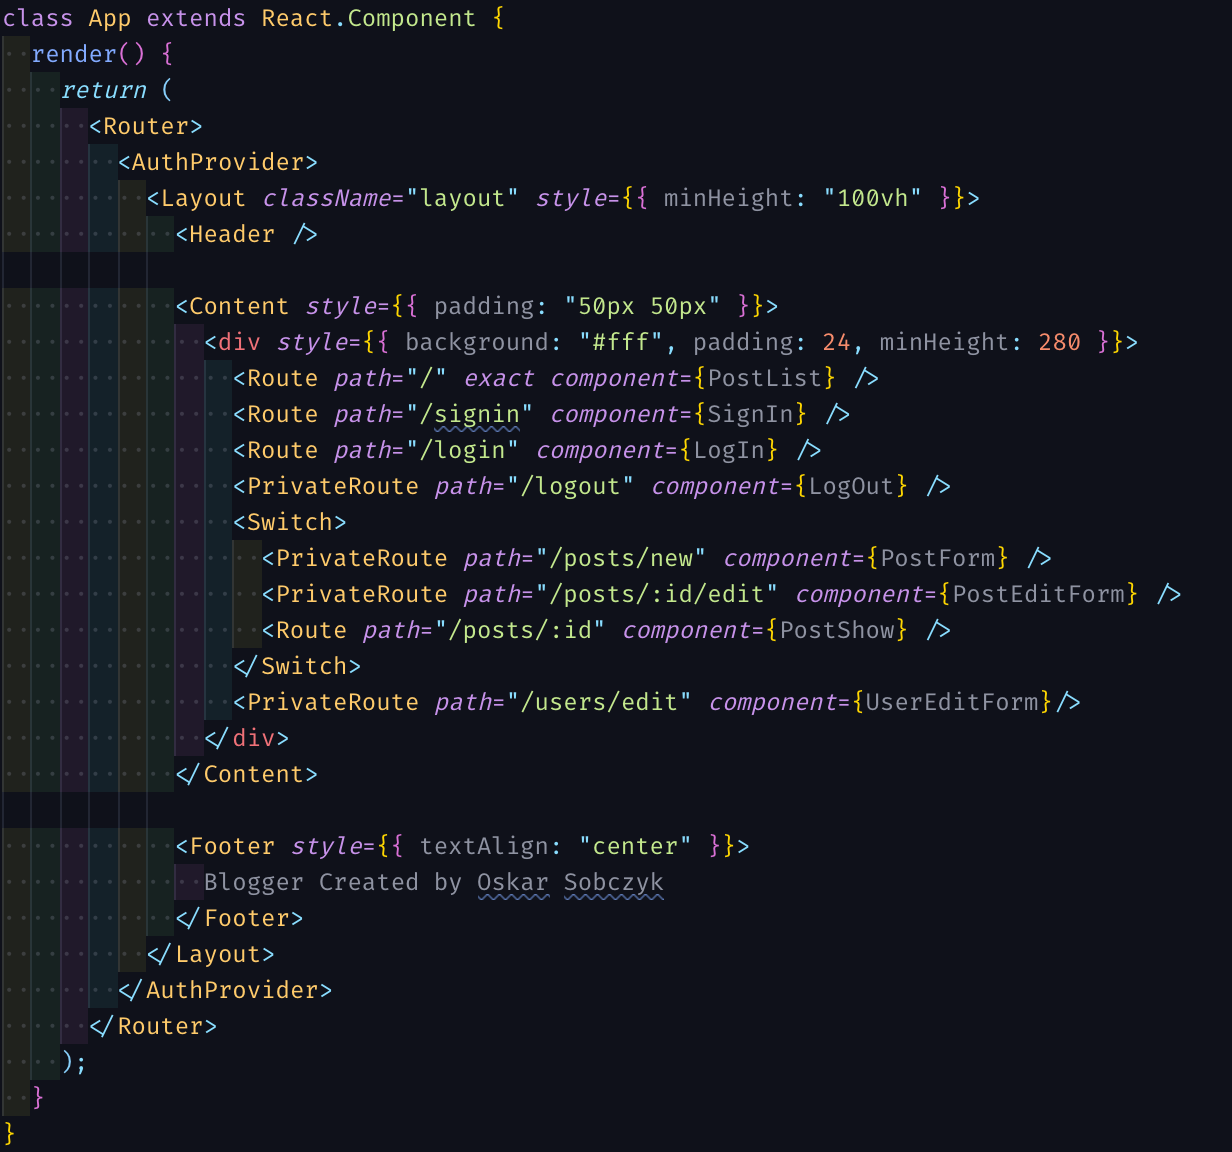 class App extends React.Component {
render() {
return (
<Router>
<AuthProvider>
<Layout className="layout" style={{ minHeight: "100vh" }}>
<Header />
<Content style={{ padding: "50px 50px" }}>
<div style={{ background: "#fff", padding: 24, minHeight: 280 }}>
<Route path="/" exact component={PostList} />
<Route path="/signin" component={SignIn} />
<Route path="/login" component={LogIn} />
<PrivateRoute path="/logout" component={LogOut} />
<Switch>
<PrivateRoute path="/posts/new" component={PostForm} />
<PrivateRoute path="/posts/:id/edit" component={PostEditForm} />
<Route path="/posts/:id" component={PostShow} />
</Switch>
<PrivateRoute path="/users/edit" component={UserEditForm}/>
</div>
</Content>
<Footer style={{ textAlign: "center" }}>
Blogger Created by Oskar Sobczyk
</Footer>
</Layout>
</AuthProvider>
</Router>
);
}
}